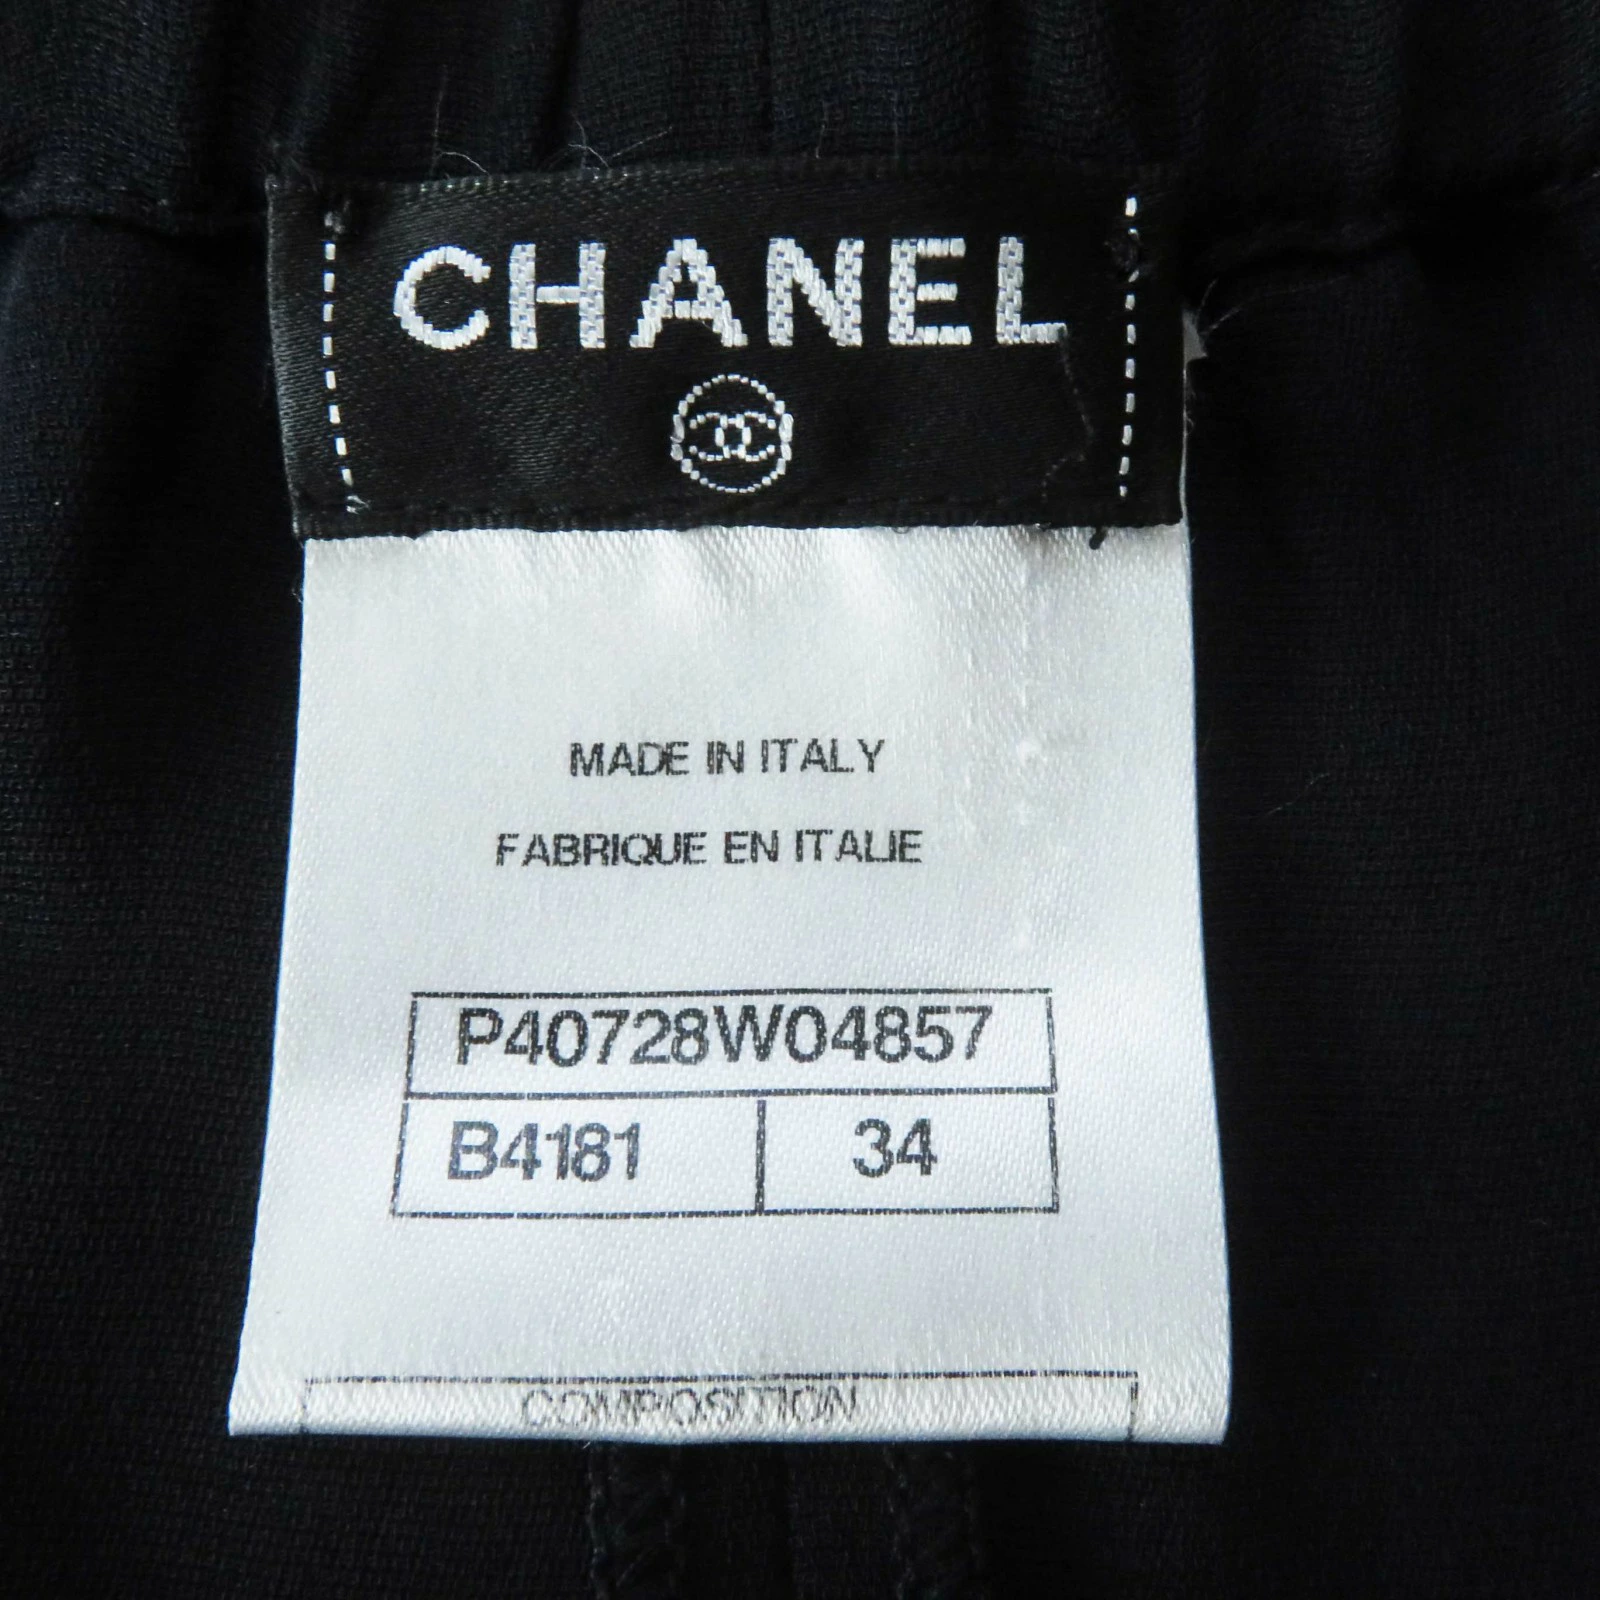 CHANEL
MADE IN ITALY
FABRIQUE EN ITALIE
P40728W04857
B4181 34
COMPOSITION